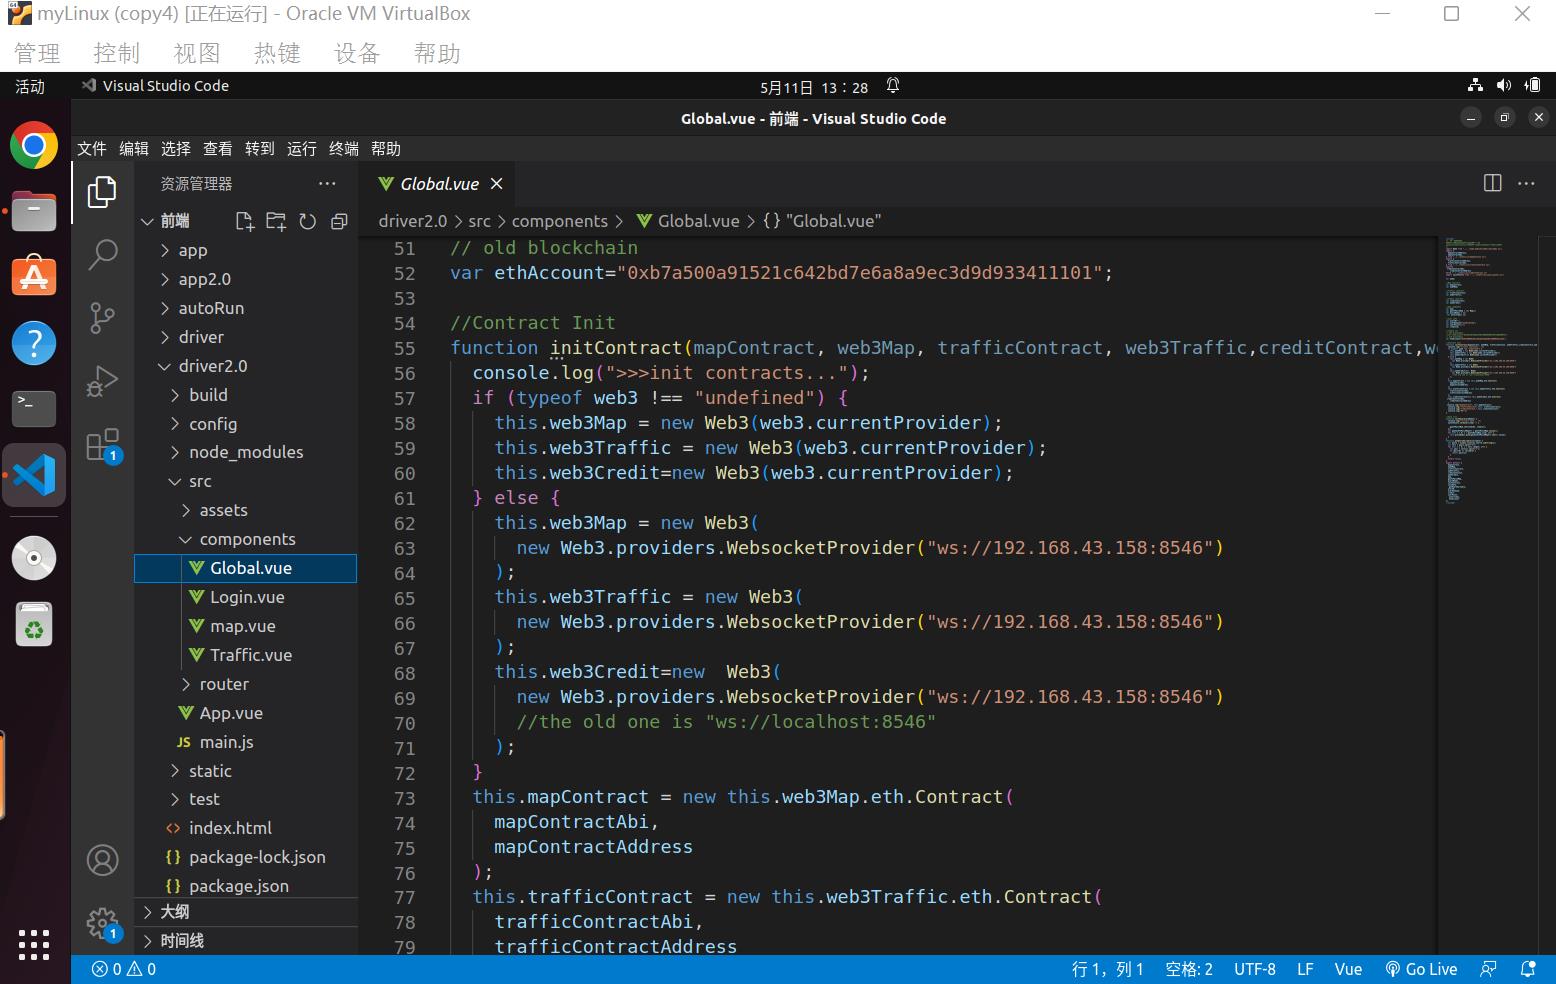 myLinux (copy4) [正在运行] - Oracle VM VirtualBox
管理 控制 视图 热键 设备 帮助
活动 Visual Studio Code 5月11日 13：28
Global.vue - 前端 - Visual Studio Code
文件 编辑 选择 查看 转到 运行 终端 帮助
资源管理器 ···
前端
app
app2.0
autoRun
driver
driver2.0
build
config
node_modules
src
assets
components
Global.vue
Login.vue
map.vue
Traffic.vue
router
App.vue
JS main.js
static
test
<> index.html
{} package-lock.json
{} package.json
大纲
时间线
1
1
Global.vue
driver2.0 > src > components > Global.vue > {} "Global.vue"
51 // old blockchain
52 var ethAccount="0xb7a500a91521c642bd7e6a8a9ec3d9d933411101";
53
54 //Contract Init
55 function initContract(mapContract, web3Map, trafficContract, web3Traffic,creditContract,w
56 console.log(">>>init contracts...");
57 if (typeof web3 !== "undefined") {
58 this.web3Map = new Web3(web3.currentProvider);
59 this.web3Traffic = new Web3(web3.currentProvider);
60 this.web3Credit=new Web3(web3.currentProvider);
61 } else {
62 this.web3Map = new Web3(
63 new Web3.providers.WebsocketProvider("ws://192.168.43.158:8546")
64 );
65 this.web3Traffic = new Web3(
66 new Web3.providers.WebsocketProvider("ws://192.168.43.158:8546")
67 );
68 this.web3Credit=new  Web3(
69 new Web3.providers.WebsocketProvider("ws://192.168.43.158:8546")
70 //the old one is "ws://localhost:8546"
71 );
72 }
73 this.mapContract = new this.web3Map.eth.Contract(
74 mapContractAbi,
75 mapContractAddress
76 );
77 this.trafficContract = new this.web3Traffic.eth.Contract(
78 trafficContractAbi,
79 trafficContractAddress
0 0 行 1，列 1 空格: 2 UTF-8 LF Vue Go Live